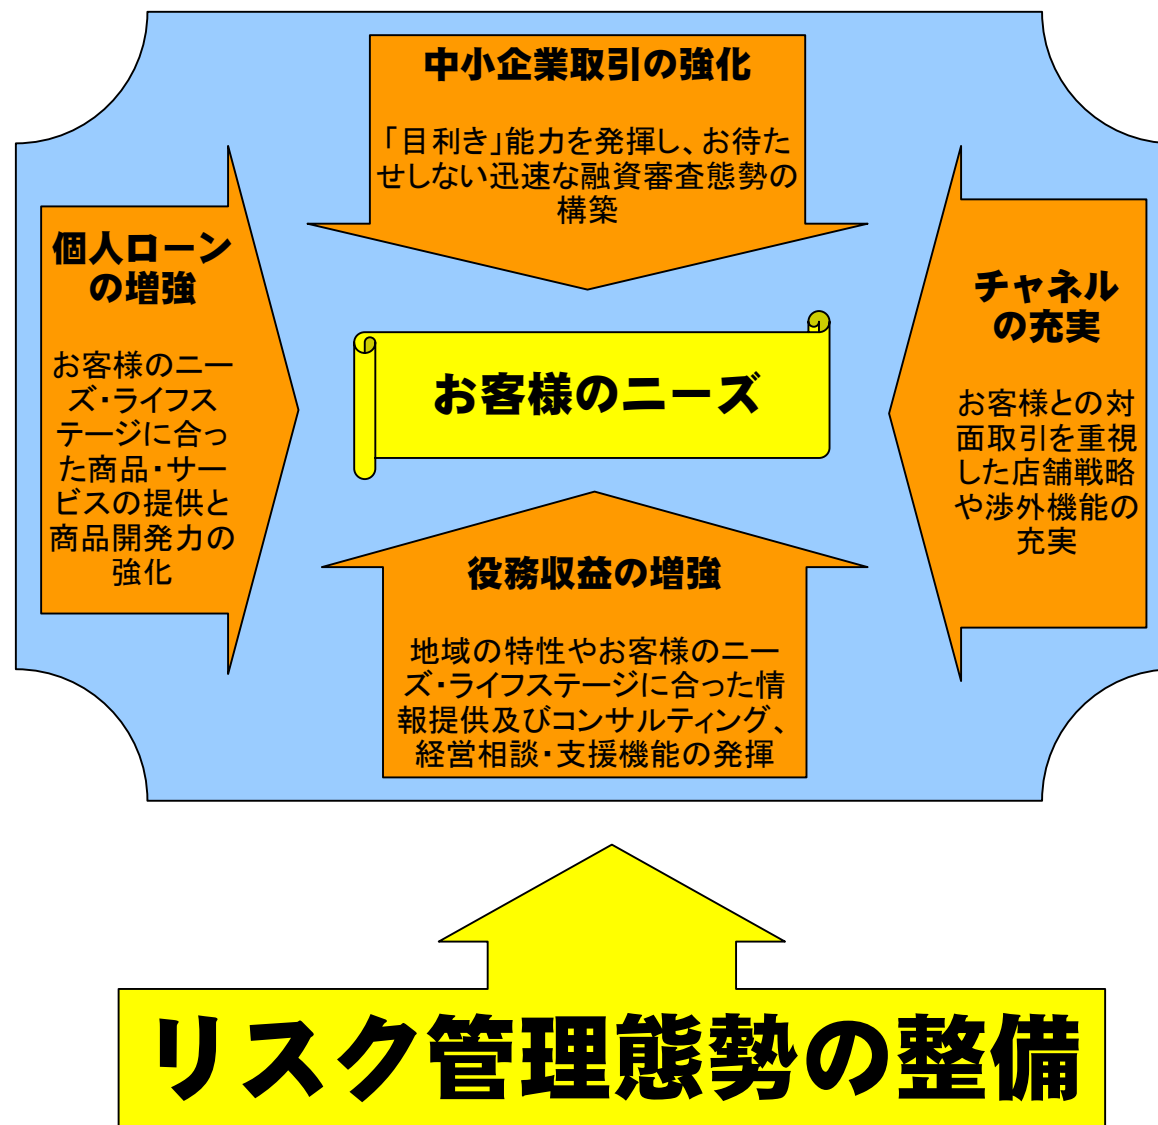 中小企業取引の強化
「目利き」能力を発揮し、お待た
せしない迅速な融資審査態勢の
構築
個人ローン
の増強
お客様のニー
ズ・ライフス
テージに合っ
た商品・サー
ビスの提供と
商品開発力の
強化
お客様のニーズ
チャネル
の充実
お客様との対
面取引を重視
した店舗戦略
や渉外機能の
充実
役務収益の増強
地域の特性やお客様のニー
ズ・ライフステージに合った情
報提供及びコンサルティング、
経営相談・支援機能の発揮
リスク管理態勢の整備